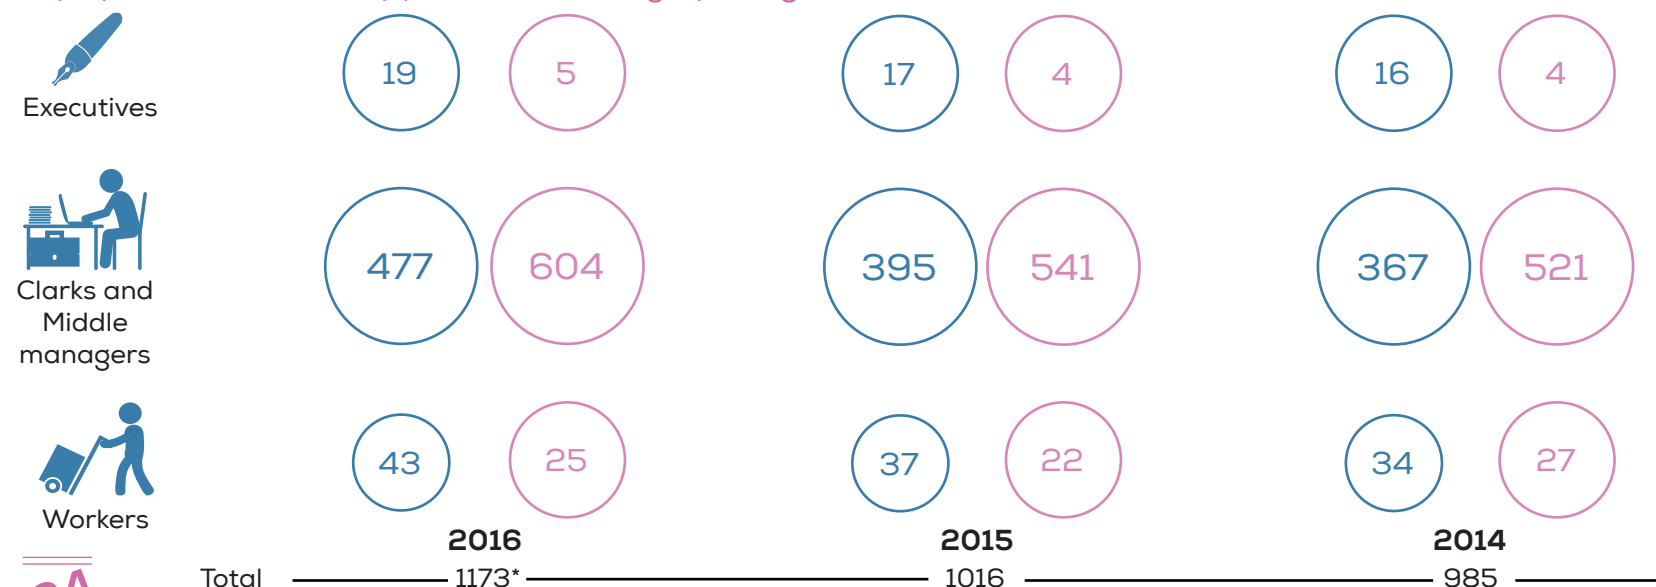 19 5 17 4 16 4
Executives
477 604 395 541 367 521
Clarks and
Middle
managers
43 25 37 22 34 27
Workers
2016 2015 2014
Total 1173* 1016 985